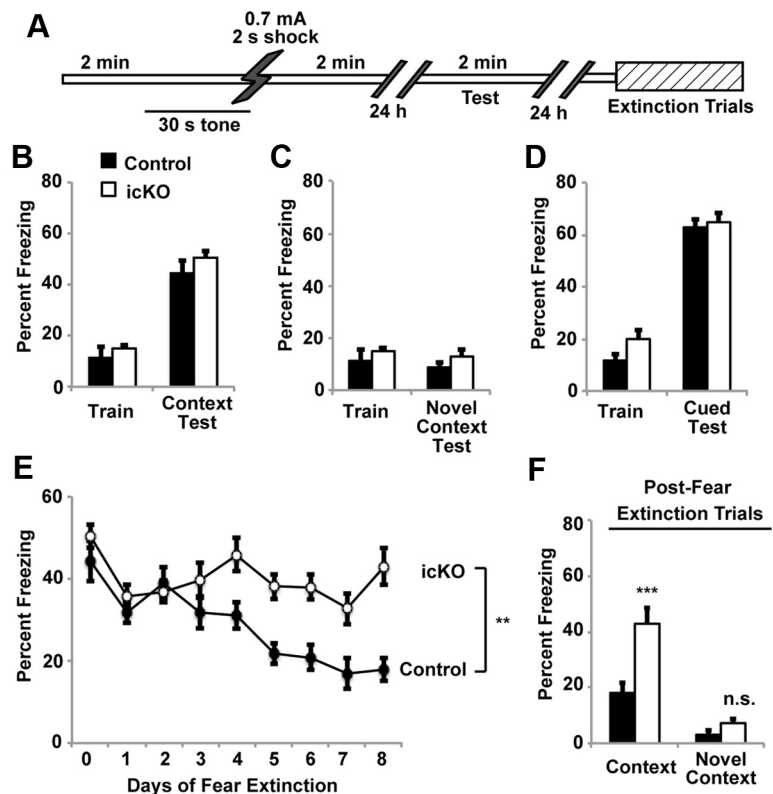 A
0.7 mA
2 s shock
2 min
2 min
2 min
30 s tone
24 h
Test
24 h
Extinction Trials
B
Control
icKO
Percent Freezing
80
60
40
20
0
Train
Context
Test
C
Percent Freezing
80
60
40
20
0
Train
Novel
Context
Test
D
Percent Freezing
80
60
40
20
0
Train
Cued
Test
E
Percent Freezing
60
40
20
0
icKO
**
Control
0 1 2 3 4 5 6 7 8
Days of Fear Extinction
F
Post-Fear
Extinction Trials
Percent Freezing
80
60
40
20
0
***
n.s.
Context
Novel
Context